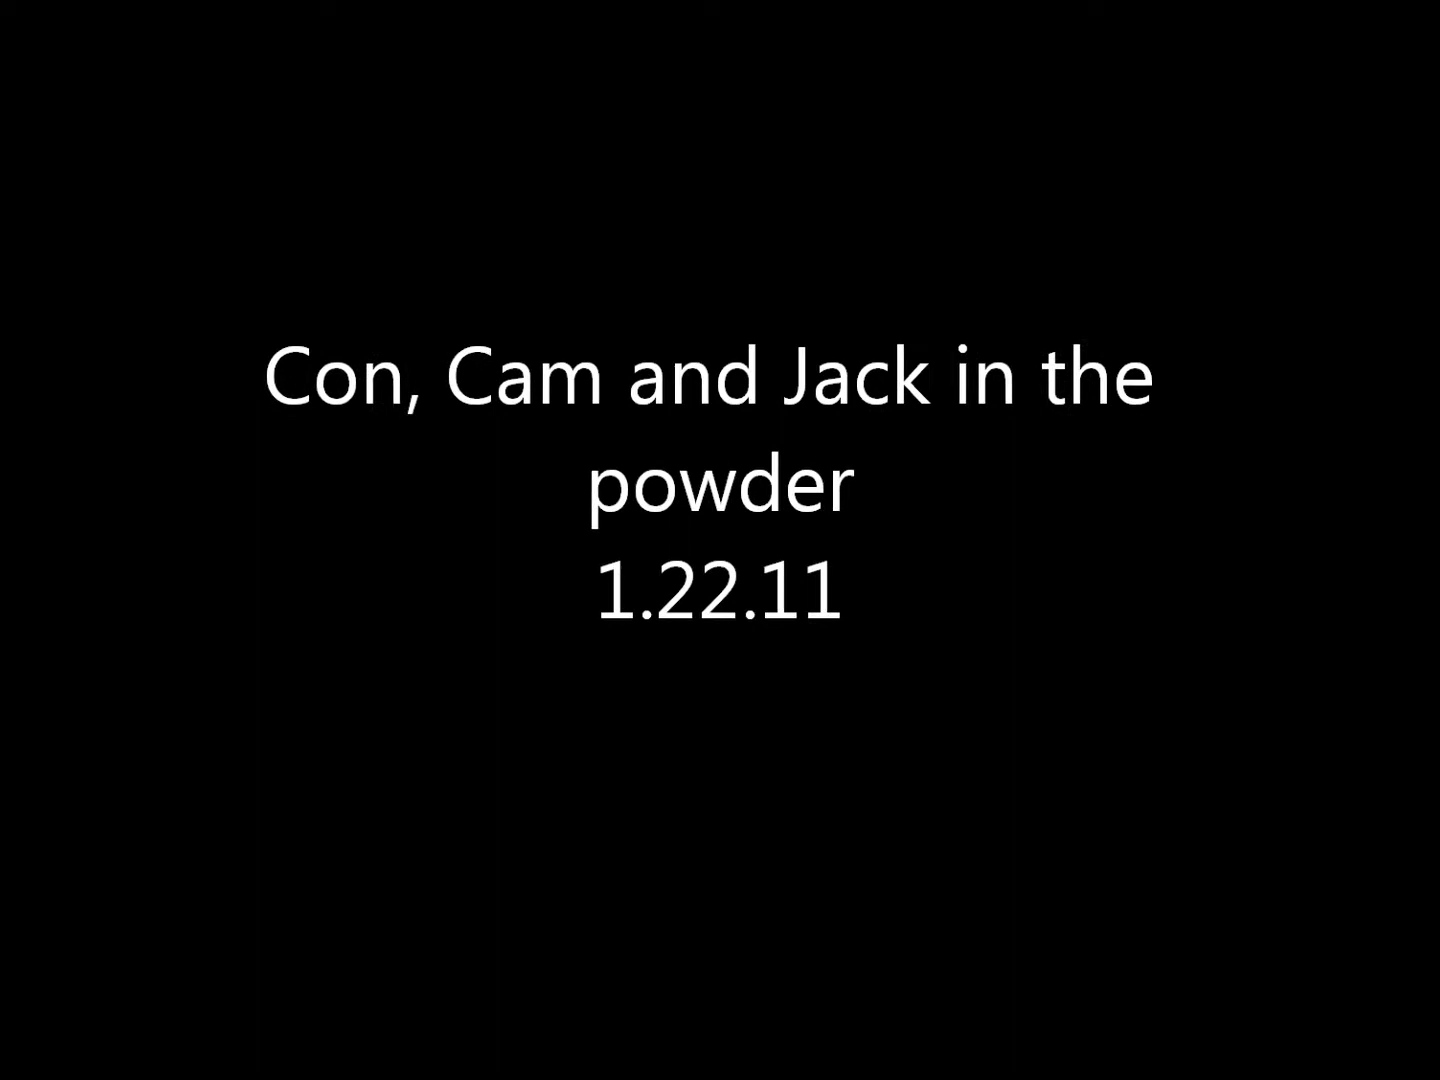 Con, Cam and Jack in the
powder
1.22.11